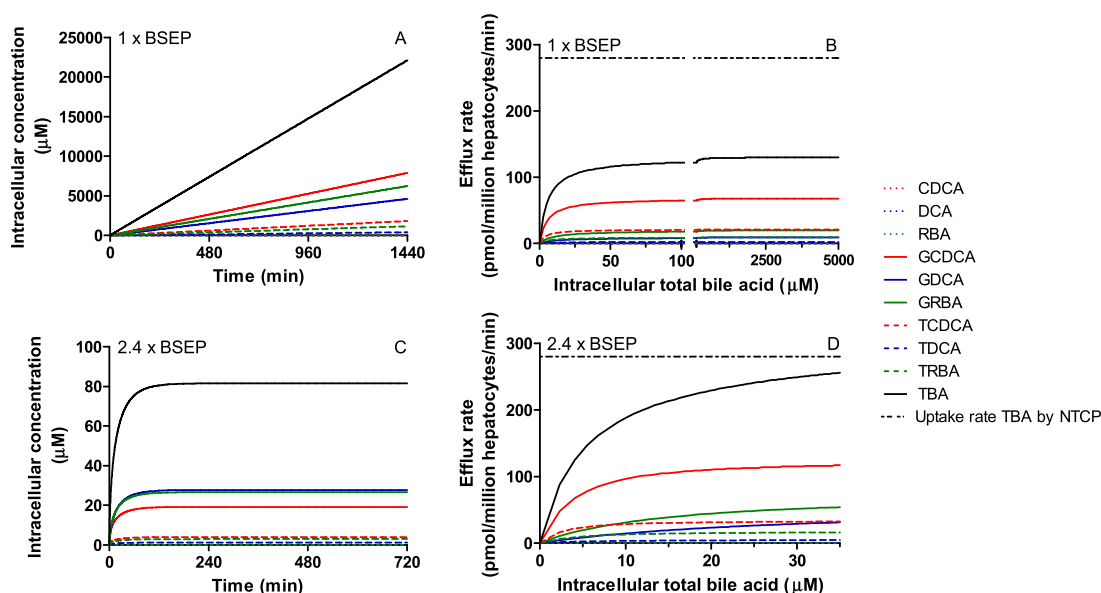 1 x BSEP
A
25000
20000
15000
10000
5000
0
0
480
960
1440
Intracellular concentration
(μM)
Time (min)
1 x BSEP
B
300
200
100
0
0
50
100
2500
5000
Efflux rate
(pmol/million hepatocytes/min)
Intracellular total bile acid (μM)
2.4 x BSEP
C
100
80
60
40
20
0
0
240
480
720
Intracellular concentration
(μM)
Time (min)
2.4 x BSEP
D
300
200
100
0
0
10
20
30
Efflux rate
(pmol/million hepatocytes/min)
Intracellular total bile acid (μM)
CDCA
DCA
RBA
GCDCA
GDCA
GRBA
TCDCA
TDCA
TRBA
TBA
Uptake rate TBA by NTCP